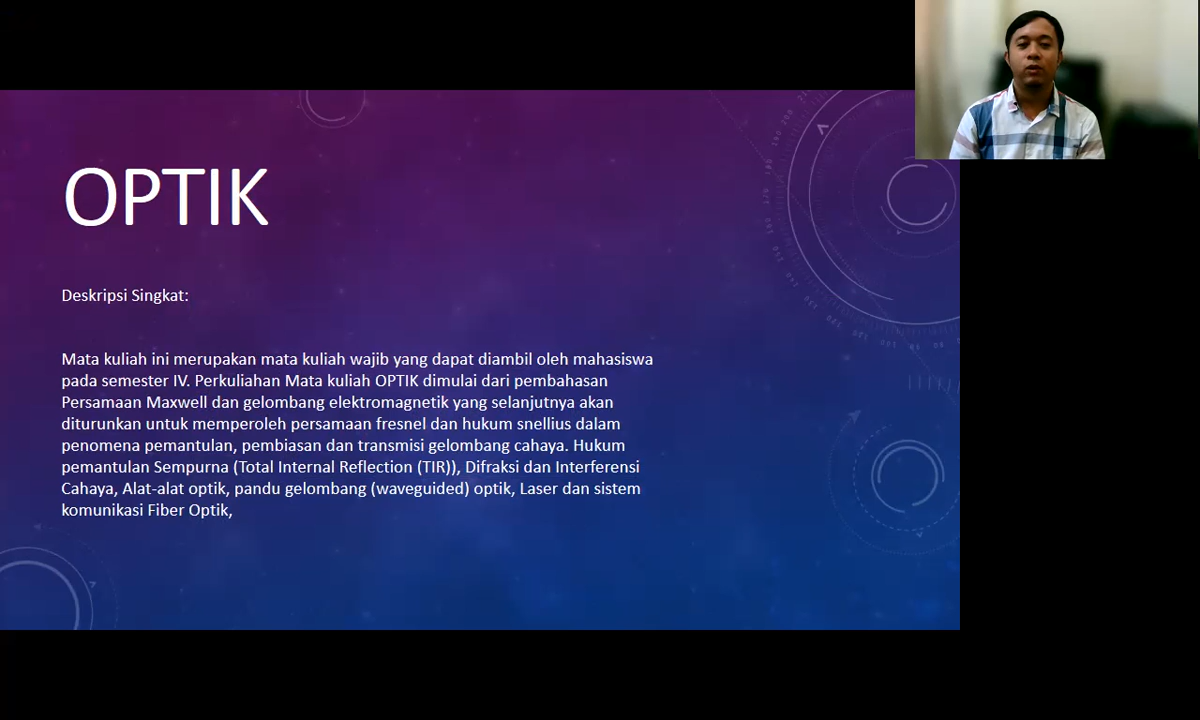 OPTIK
Deskripsi Singkat:
Mata kuliah ini merupakan mata kuliah wajib yang dapat diambil oleh mahasiswa
pada semester IV. Perkuliahan Mata kuliah OPTIK dimulai dari pembahasan
Persamaan Maxwell dan gelombang elektromagnetik yang selanjutnya akan
diturunkan untuk memperoleh persamaan fresnel dan hukum snellius dalam
penomena pemantulan, pembiasan dan transmisi gelombang cahaya. Hukum
pemantulan Sempurna (Total Internal Reflection (TIR)), Difraksi dan Interferensi
Cahaya, Alat-alat optik, pandu gelombang (waveguided) optik, Laser dan sistem
komunikasi Fiber Optik,